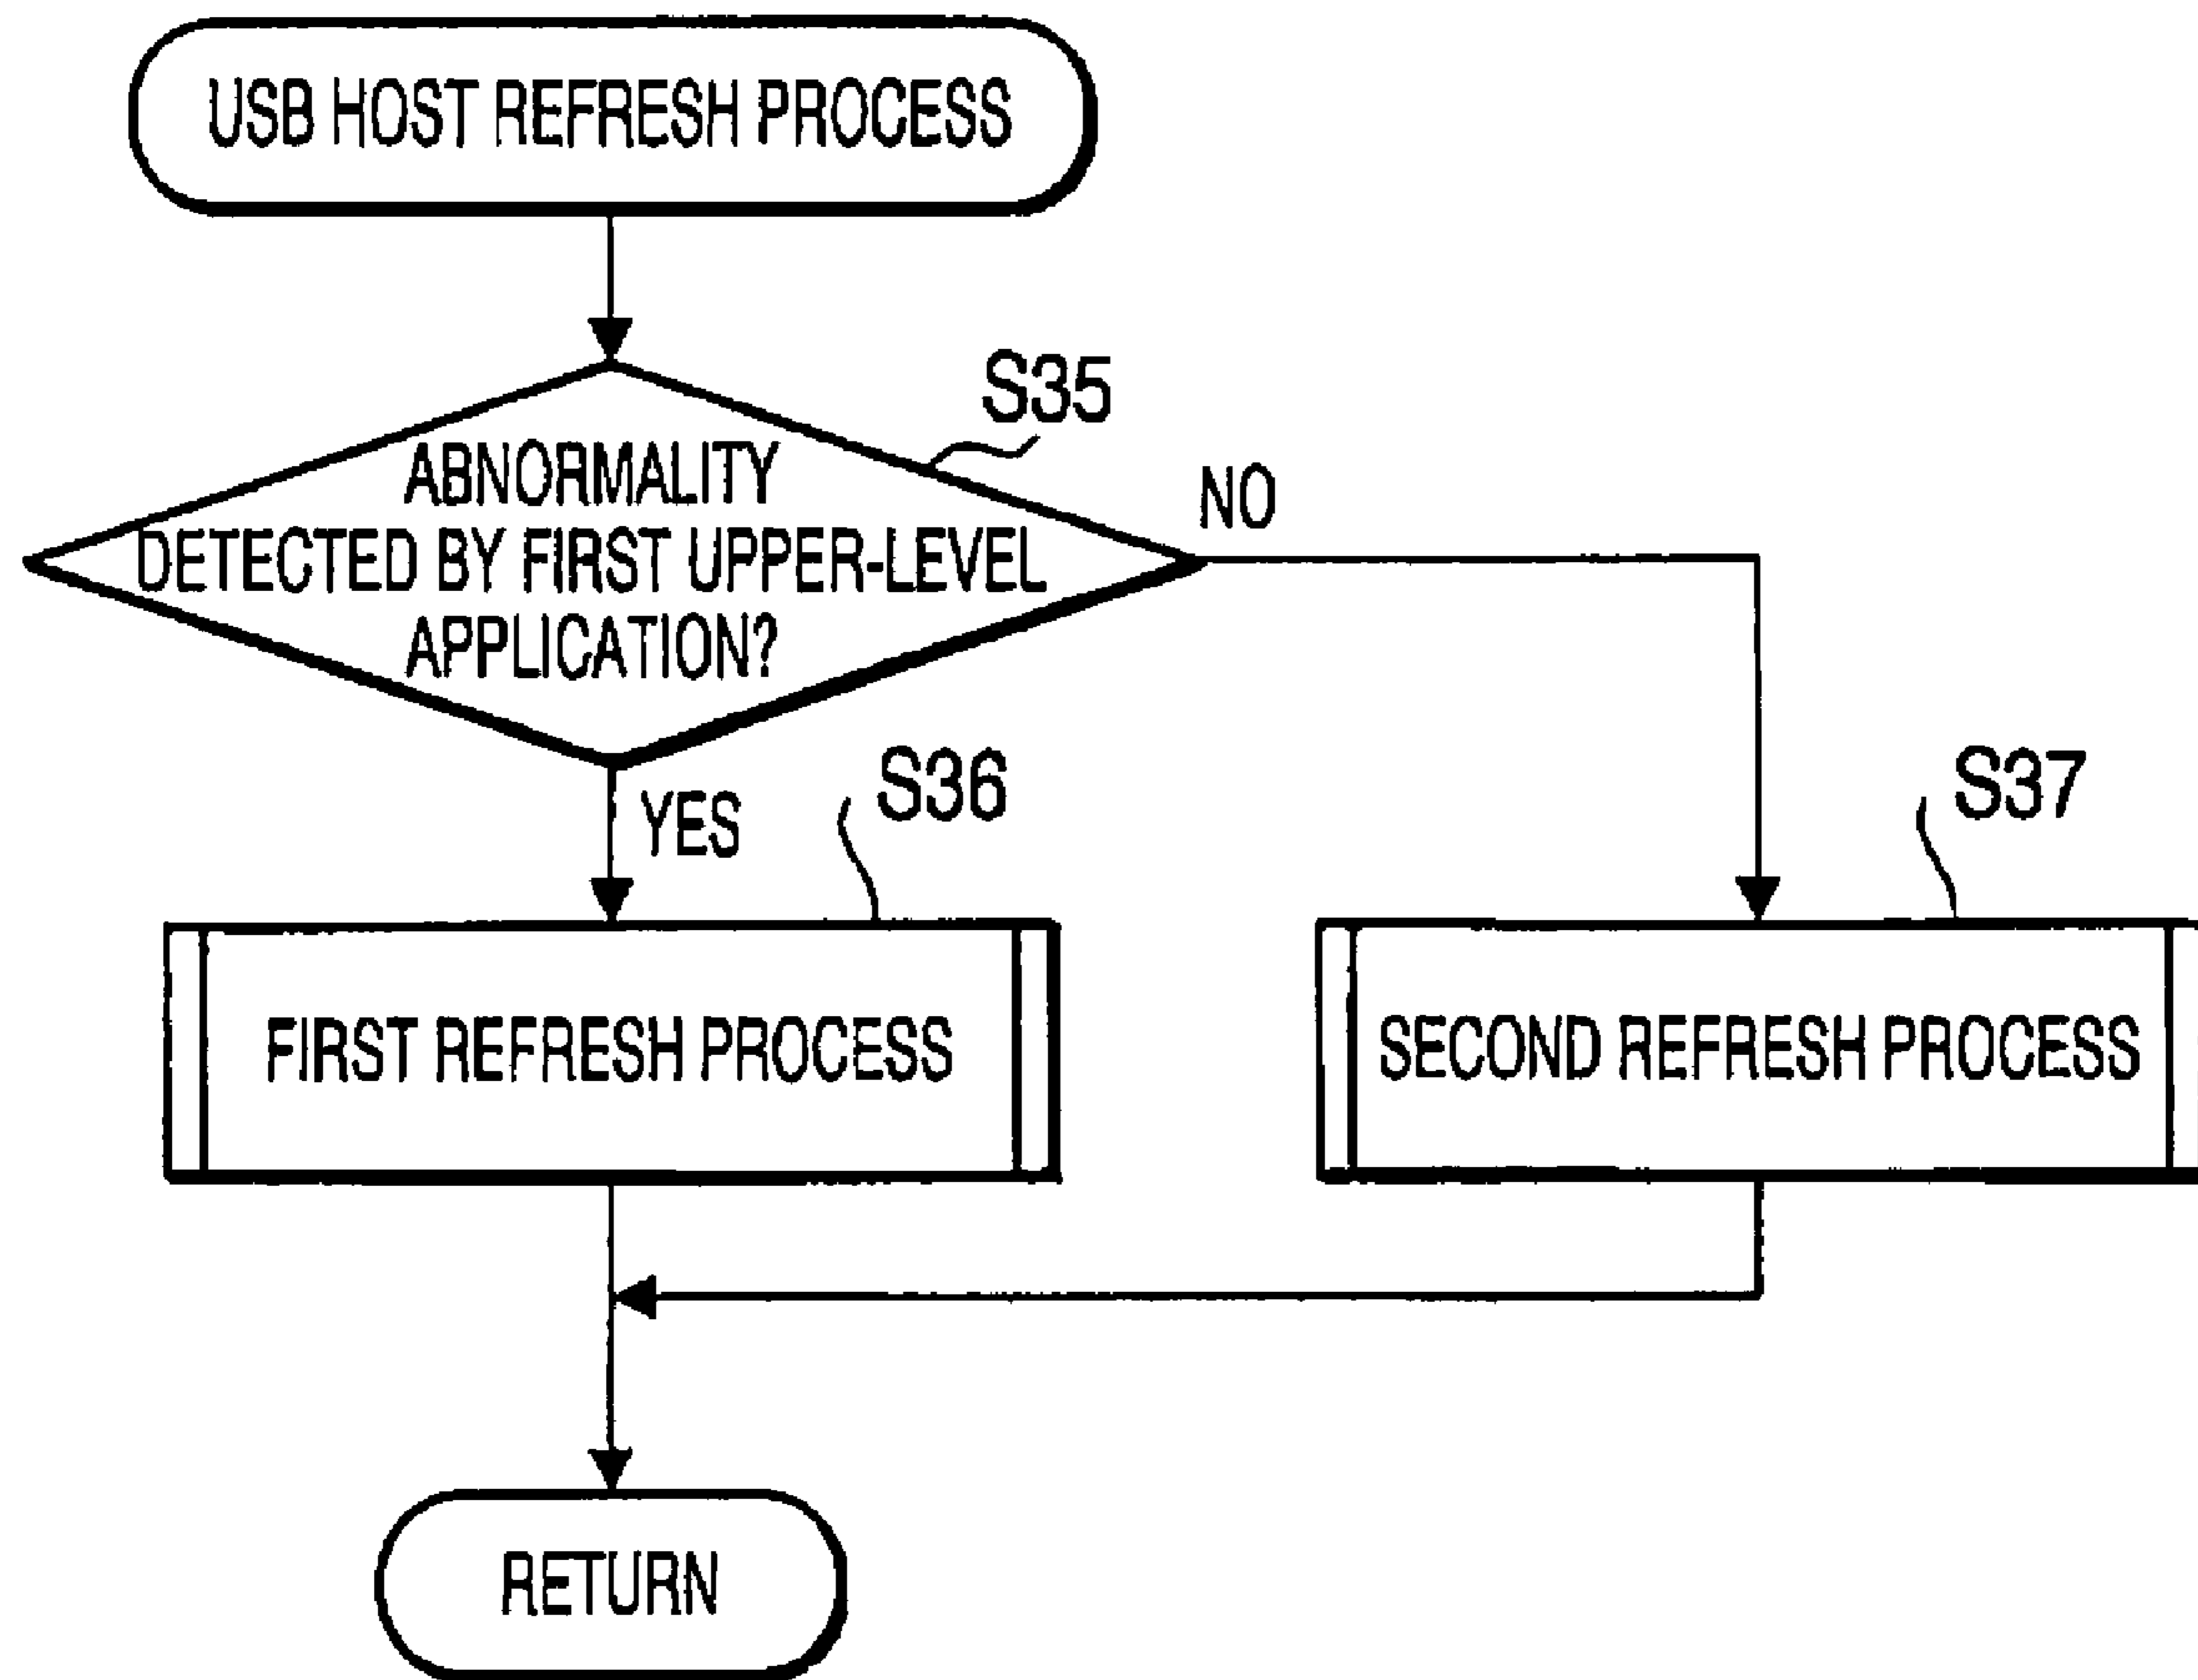 USB HOST REFRESH PROCESS
S35
ABNORMALITY
DETECTED BY FIRST UPPER-LEVEL
APPLICATION?
NO
YES
S36
S37
FIRST REFRESH PROCESS
SECOND REFRESH PROCESS
RETURN